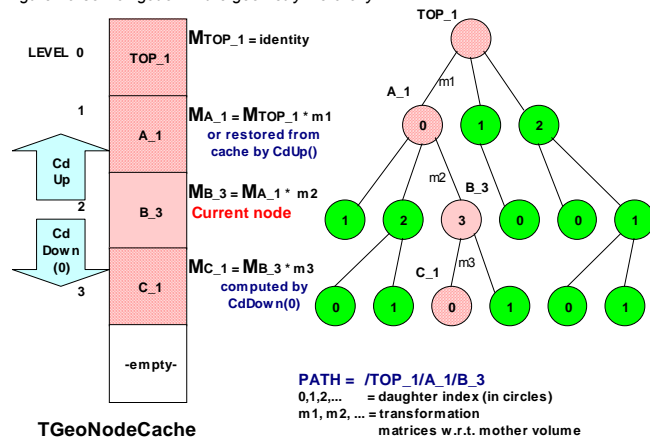 TOP_1
LEVEL 0
TOP_1
MTOP_1 = identity
m1
A_1
1
A_1
MA_1 = MTOP_1 * m1
or restored from
cache by CdUp()
0
1
2
Cd
Up
m2
B_3
2
B_3
MB_3 = MA_1 * m2
Current node
1
2
3
0
0
1
Cd
Down
(0)
3
C_1
MC_1 = MB_3 * m3
computed by
CdDown(0)
C_1
m3
0
1
0
1
0
1
-empty-
PATH = /TOP_1/A_1/B_3
0,1,2,... = daughter index (in circles)
m1, m2, ... = transformation
matrices w.r.t. mother volume
TGeoNodeCache